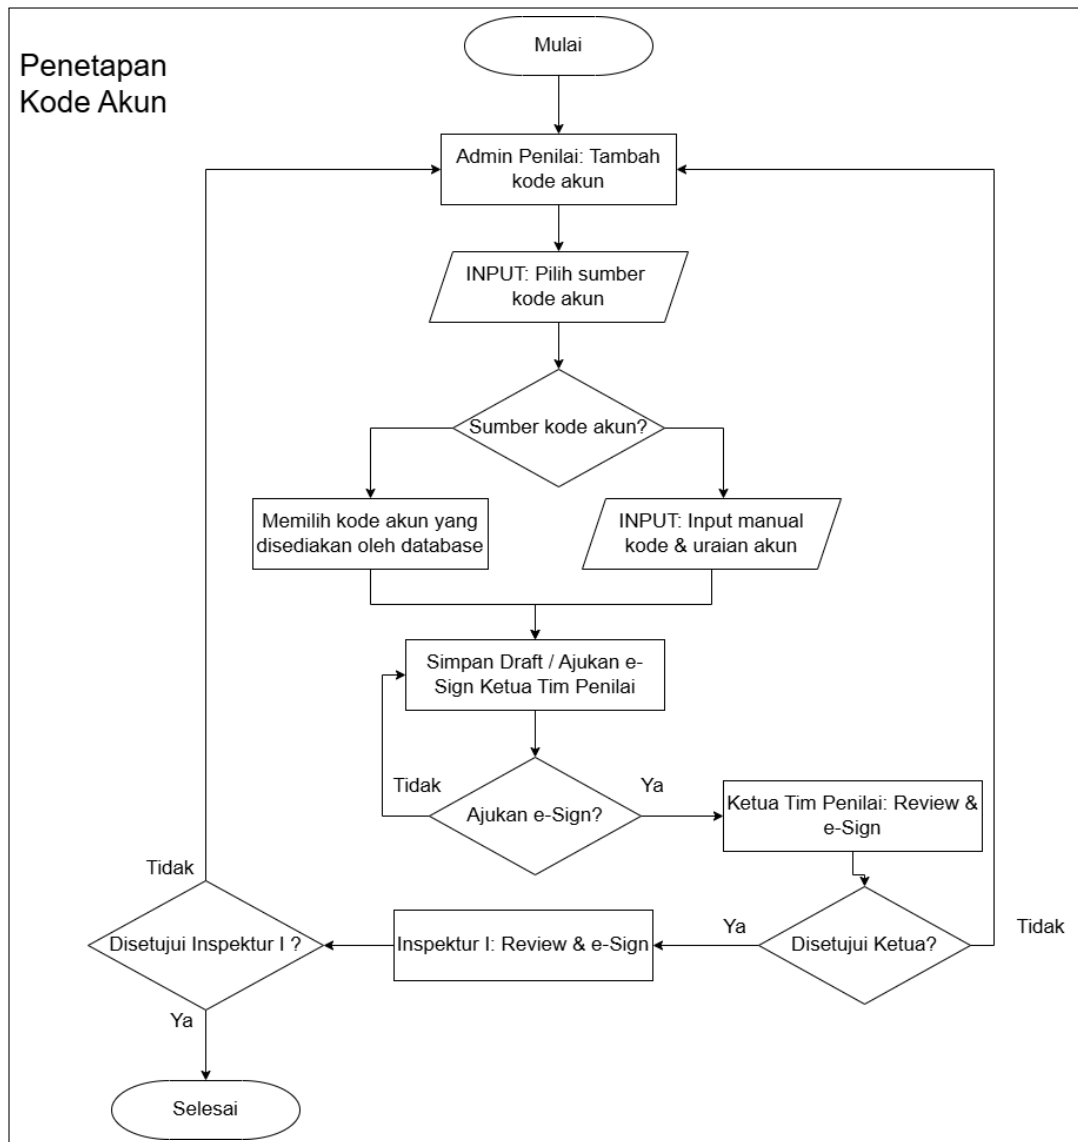 Penetapan
Kode Akun
Mulai
Admin Penilai: Tambah
kode akun
INPUT: Pilih sumber
kode akun
Sumber kode akun?
Memilih kode akun yang
disediakan oleh database
INPUT: Input manual
kode & uraian akun
Simpan Draft / Ajukan e-
Sign Ketua Tim Penilai
Tidak
Ajukan e-Sign?
Ya
Ketua Tim Penilai: Review &
e-Sign
Disetujui Ketua?
Tidak
Ya
Inspektur I: Review & e-Sign
Tidak
Disetujui Inspektur I ?
Ya
Selesai